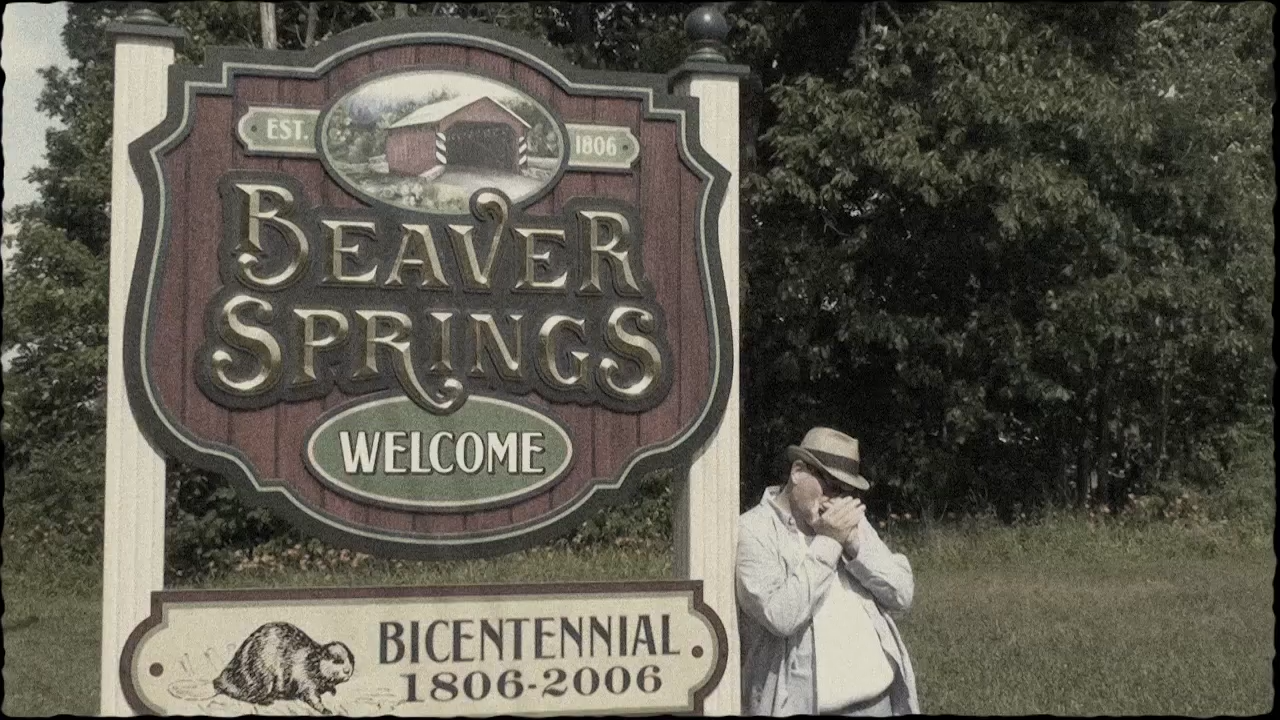 EST. 1806
BEAVER
SPRINGS
WELCOME
BICENTENNIAL
1806-2006